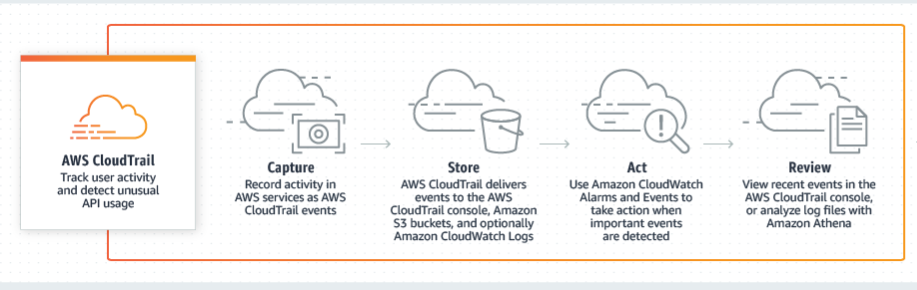 AWS CloudTrail
Track user activity
and detect unusual
API usage
Capture
Record activity in
AWS services as AWS
CloudTrail events
Store
AWS CloudTrail delivers
events to the AWS
CloudTrail console, Amazon
S3 buckets, and optionally
Amazon CloudWatch Logs
Act
Use Amazon CloudWatch
Alarms and Events to
take action when
important events
are detected
Review
View recent events in the
AWS CloudTrail console,
or analyze log files with
Amazon Athena